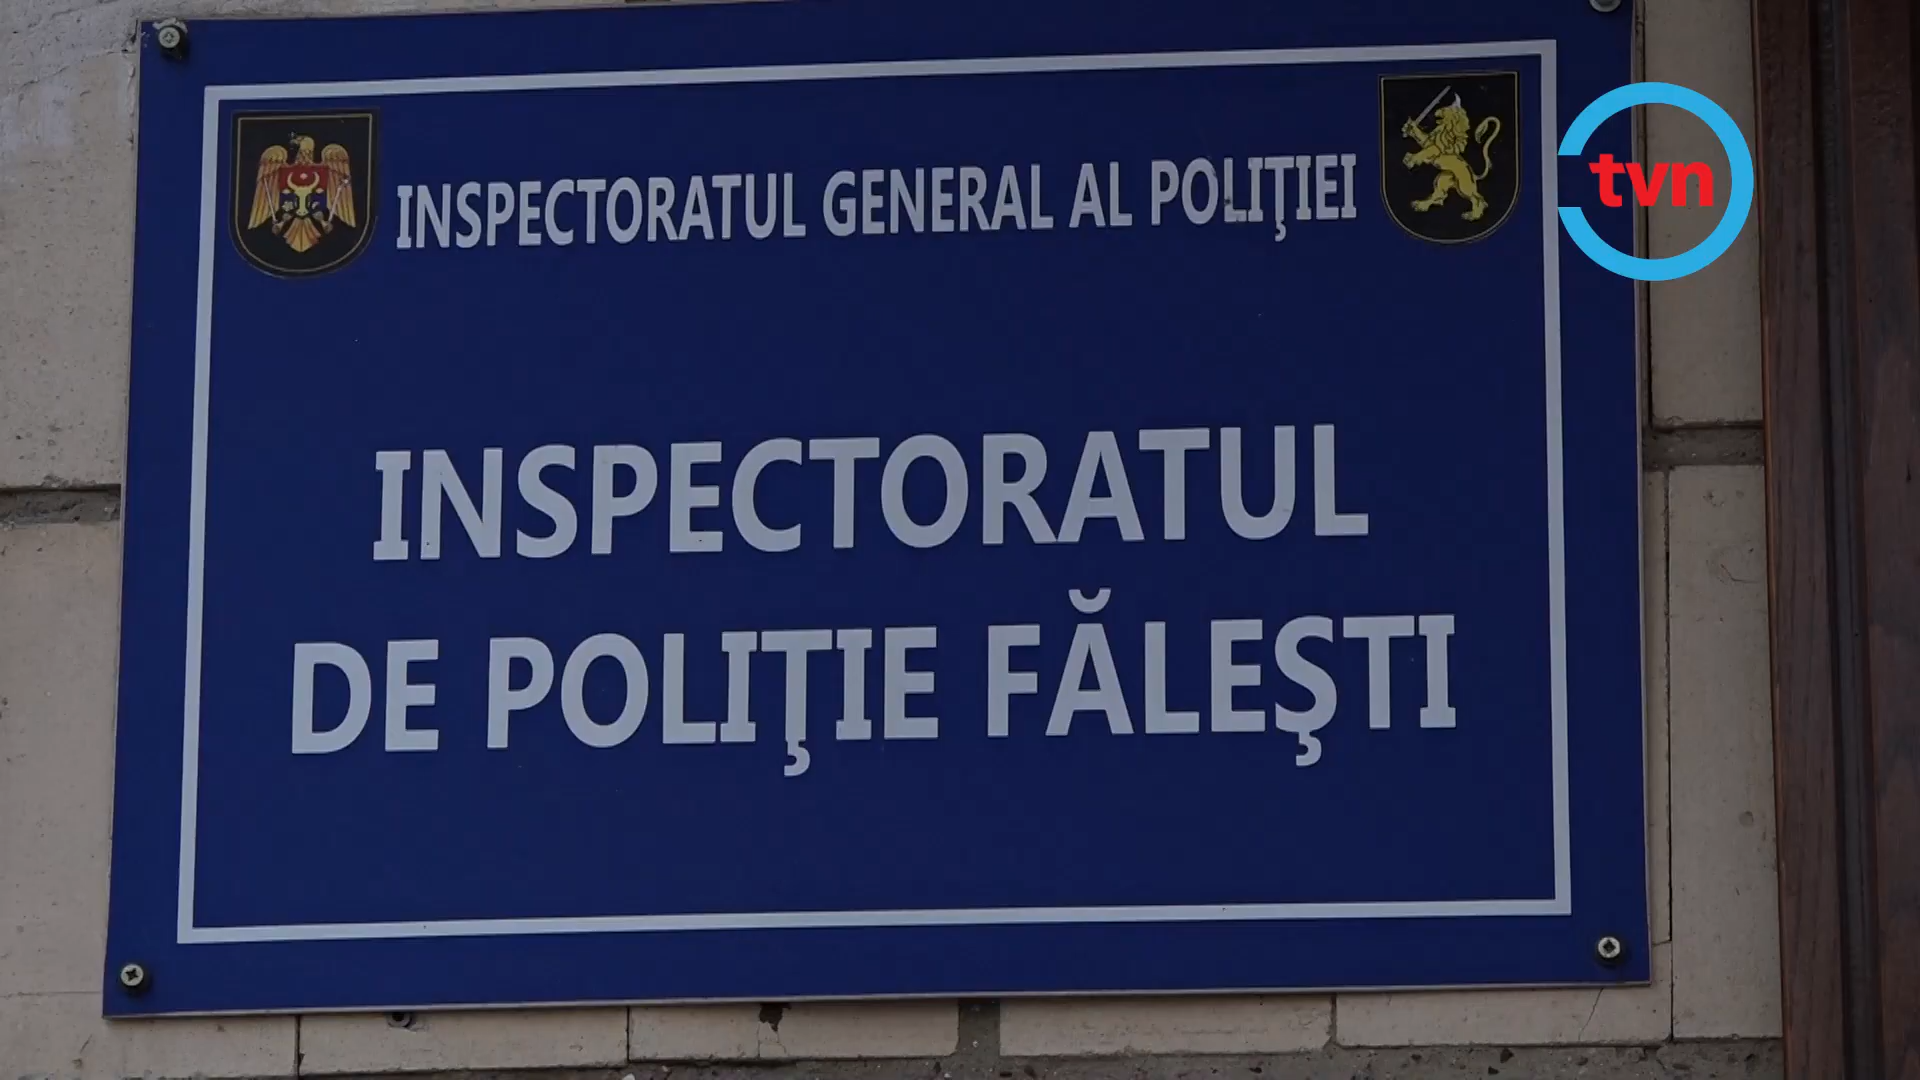 INSPECTORATUL GENERAL AL POLIŢIEI
tvn
INSPECTORATUL
DE POLIŢIE FĂLEŞTI